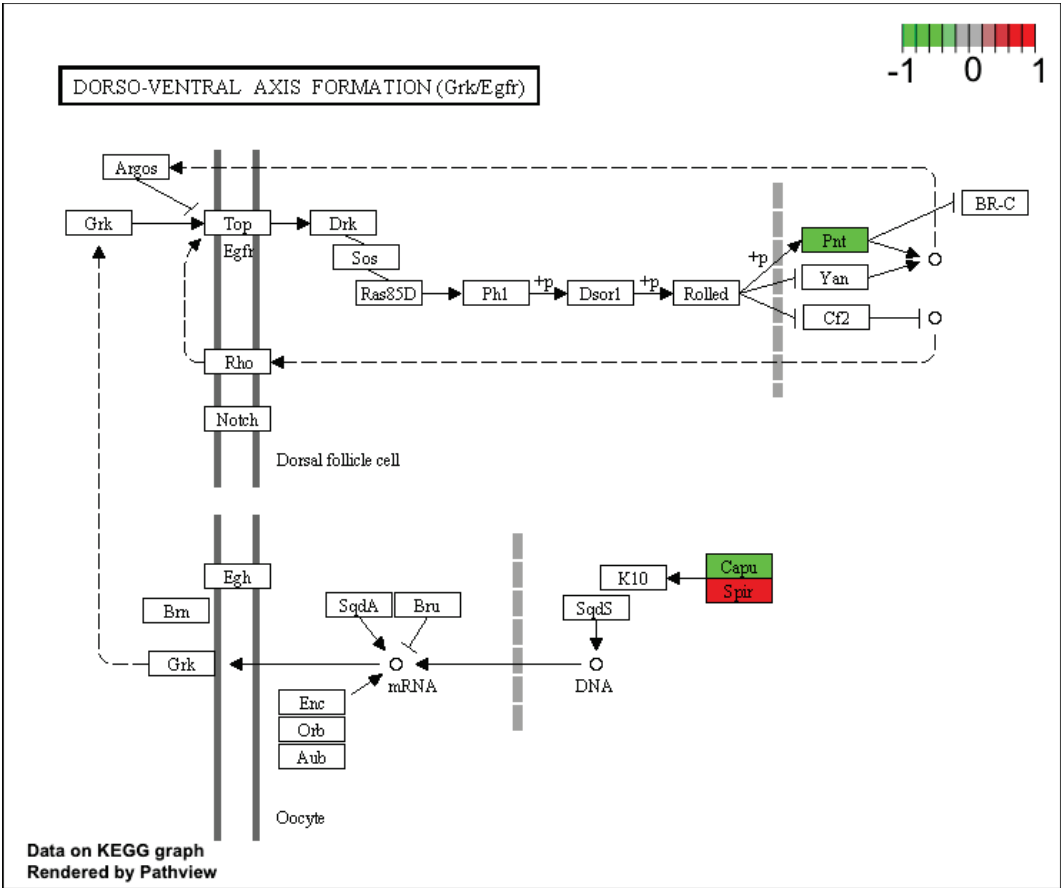 -1 0 1
DORSO-VENTRAL AXIS FORMATION (Grk/Egfr)
Argos
BR-C
Grk
Top
Drk
Egfr
Sos
Pnt
+p
Yan
Ras85D
Phl
+p
Dsor1
+p
Rolled
Cf2
Rho
Notch
Dorsal follicle cell
Egh
K10
Capu
Spir
Brn
SqdA
Bru
SqdS
Grk
mRNA
DNA
Enc
Orb
Aub
Oocyte
Data on KEGG graph
Rendered by Pathview